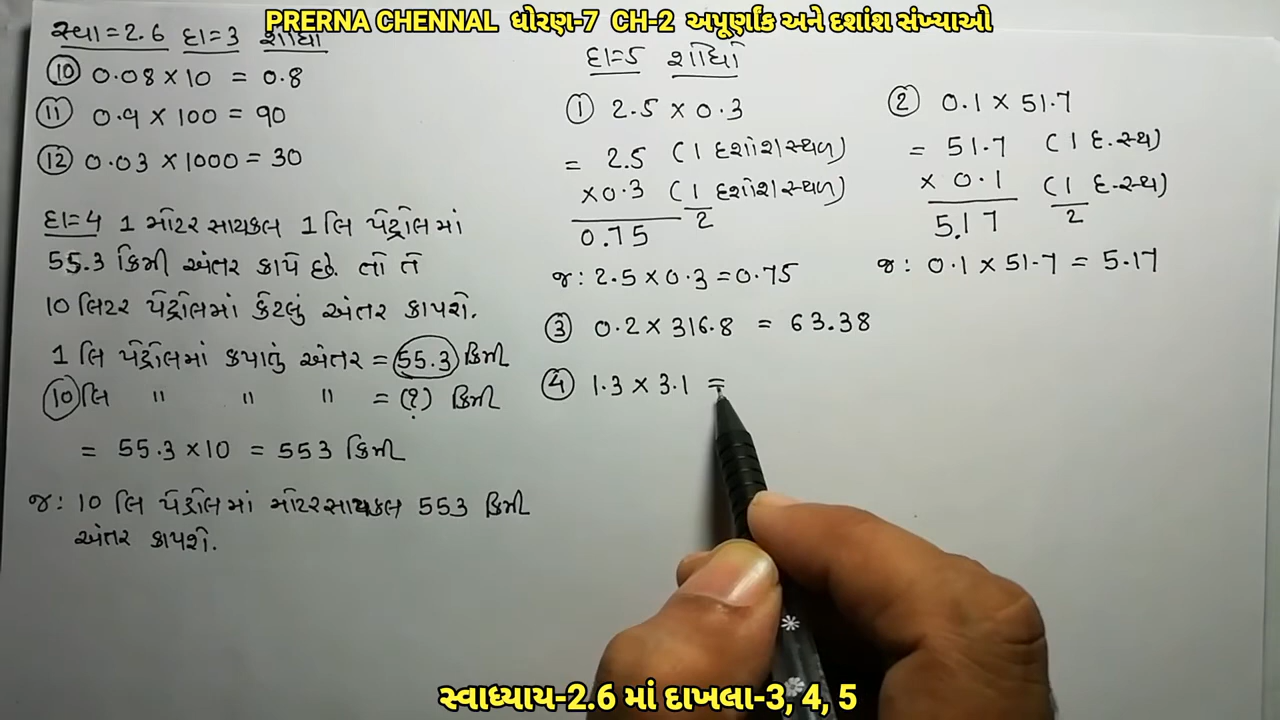 PRERNA CHENNAL ધોરણ-7 CH-2 અપૂર્ણાંક અને દશાંશ સંખ્યાઓ
સ્વા=2.6 દા=3 શોધો
(10) 0.08 × 10 = 0.8
(11) 0.9 × 100 = 90
(12) 0.03 × 1000 = 30
દા=4 1 મોટર સાયકલ 1 લિ પેટ્રોલમાં
55.3 કિમી અંતર કાપે છે. તો તે
10 લિટર પેટ્રોલમાં કેટલું અંતર કાપશે.
1 લિ પેટ્રોલમાં કપાતું અંતર = 55.3 કિમી
10 લિ " " " = (?) કિમી
= 55.3 × 10 = 553 કિમી
જ: 10 લિ પેટ્રોલમાં મોટરસાયકલ 553 કિમી
અંતર કાપશે.
દા=5 શોધો
(1) 2.5 × 0.3
= 2.5 (1 દશાંશસ્થળ)
× 0.3 (1 દશાંશસ્થળ)
0.75 2
જ: 2.5 × 0.3 = 0.75
(2) 0.1 × 51.7
= 51.7 (1 દ.સ્થ)
× 0.1 (1 દ.સ્થ)
5.17 2
જ: 0.1 × 51.7 = 5.17
(3) 0.2 × 316.8 = 63.38
(4) 1.3 × 3.1 =
સ્વાધ્યાય-2.6 માં દાખલા-3, 4, 5